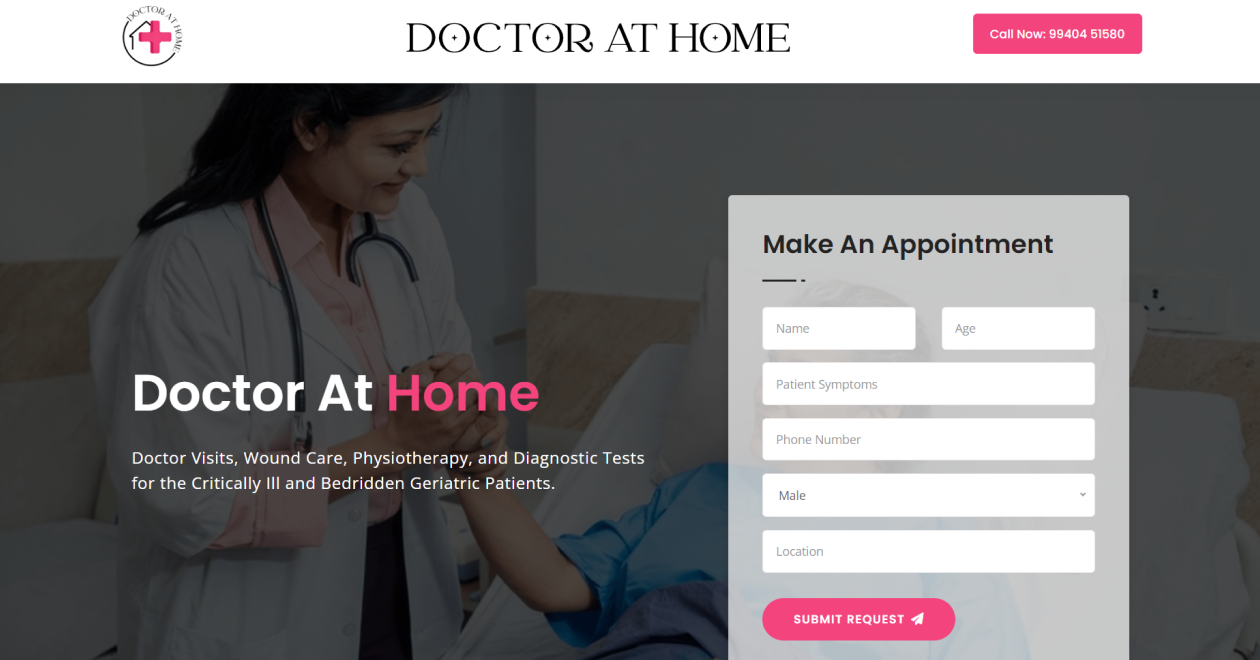 DOCTOR AT HOME
DOCTOR AT HOME
Call Now: 99404 51580
Make An Appointment
Name
Age
Patient Symptoms
Phone Number
Male
Location
SUBMIT REQUEST
Doctor At Home
Doctor Visits, Wound Care, Physiotherapy, and Diagnostic Tests
for the Critically Ill and Bedridden Geriatric Patients.